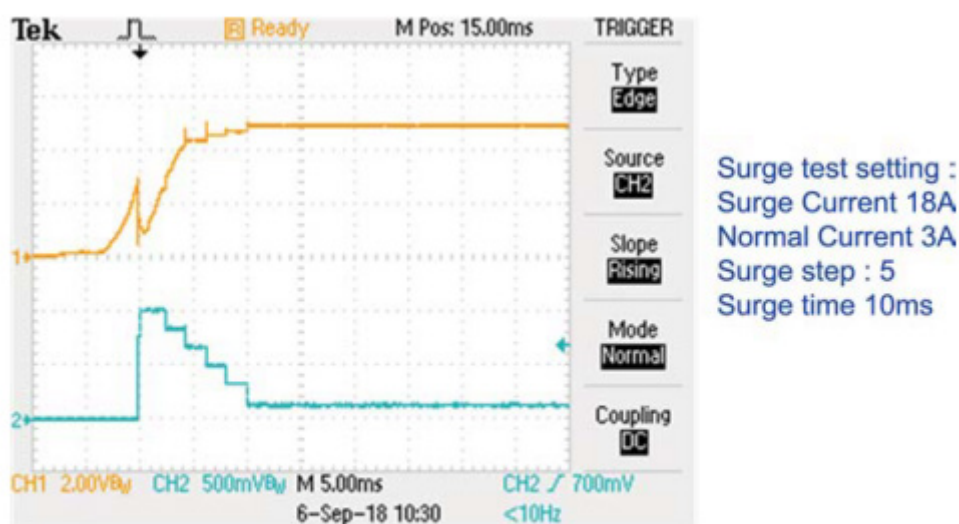 Tek R Ready M Pos: 15.00ms TRIGGER
Type
Edge
Source
CH2
Slope
Rising
Mode
Normal
Coupling
DC
1
2
CH1 2.00VBw CH2 500mVBw M 5.00ms CH2 700mV
6-Sep-18 10:30 <10Hz
Surge test setting :
Surge Current 18A
Normal Current 3A
Surge step : 5
Surge time 10ms